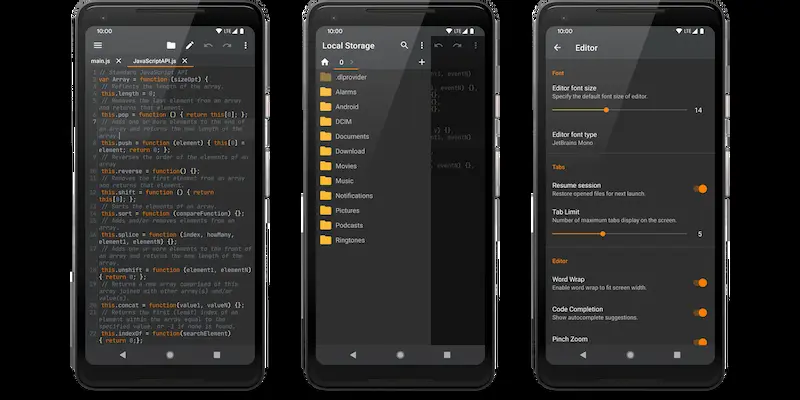 10:00
LTE
main.js
JavaScriptAPI.js
// Standard JavaScript API
var Array = function (sizeOpt) {
// Reflects the length of the array.
this.length = 0;
// Removes the last element from an
array and returns that element.
this.pop = function () { return this[0]; };
// Adds one or more elements to the end of
an array and returns the new length of the
array.
this.push = function (element) { this[0] =
element; return 0; };
// Reverses the order of the elements of an
array
this.reverse = function() {};
// Removes the first element from an array
and returns that element.
this.shift = function () { return
this[0]; };
// Sorts the elements of an array.
this.sort = function (compareFunction) {};
// Adds and/or removes elements from an
array.
this.splice = function (index, howMany,
element1, elementN) {};
// Adds one or more elements to the front of
an array and returns the new length of the
array.
this.unshift = function (element1, elementN)
{ return 0; };
// Returns a new array comprised of this
array joined with other array(s) and/or
value(s).
this.concat = function(value1, valueN) {};
// Returns the first (least) index of an
element within the array equal to the
specified value, or -1 if none is found.
this.indexOf = function(searchElement)
{ return 0;};
10:00
LTE
Local Storage
0
.dlprovider
Alarms
Android
DCIM
Documents
Download
Movies
Music
Notifications
Pictures
Podcasts
Ringtones
10:00
LTE
Editor
Font
Editor font size
Specify the default font size of editor.
14
Editor font type
JetBrains Mono
Tabs
Resume session
Restore opened files for next launch.
Tab Limit
Number of maximum tabs display on the screen.
5
Editor
Word Wrap
Enable word wrap to fit screen width.
Code Completion
Show autocomplete suggestions.
Pinch Zoom